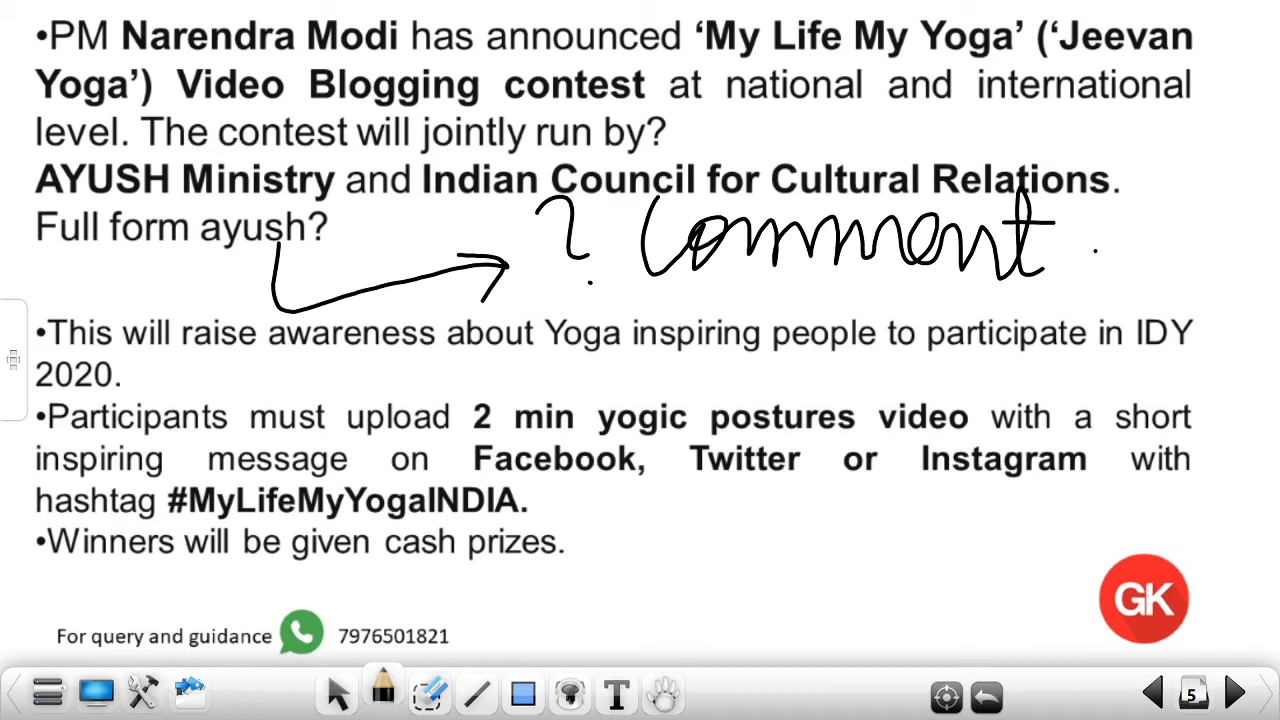 •PM Narendra Modi has announced ‘My Life My Yoga’ (‘Jeevan
Yoga’) Video Blogging contest at national and international
level. The contest will jointly run by?
AYUSH Ministry and Indian Council for Cultural Relations.
Full form ayush?
? Comment
•This will raise awareness about Yoga inspiring people to participate in IDY
2020.
•Participants must upload 2 min yogic postures video with a short
inspiring message on Facebook, Twitter or Instagram with
hashtag #MyLifeMyYogaINDIA.
•Winners will be given cash prizes.
GK
For query and guidance 7976501821
T
5